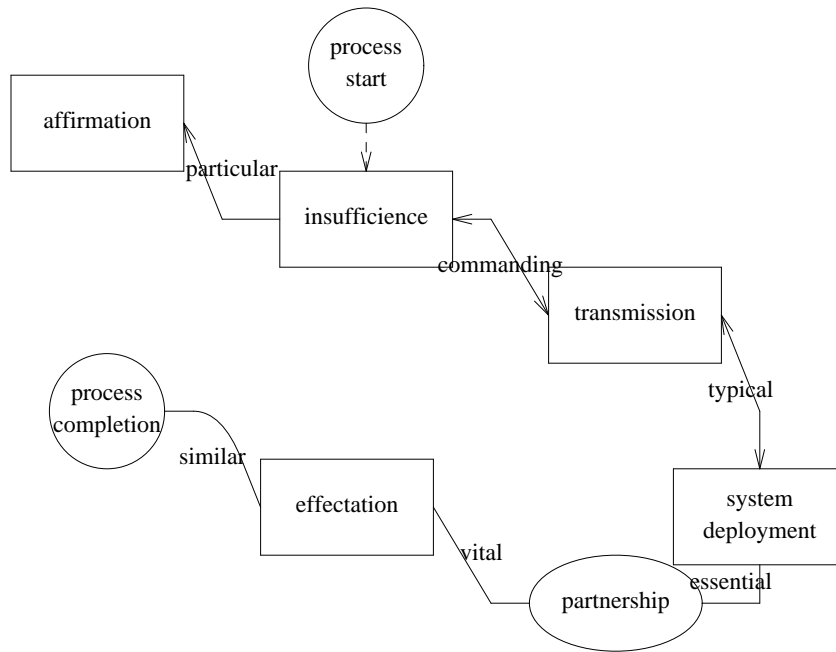 process
start
affirmation
particular
insufficience
commanding
transmission
typical
process
completion
similar
effectation
vital
system
deployment
essential
partnership